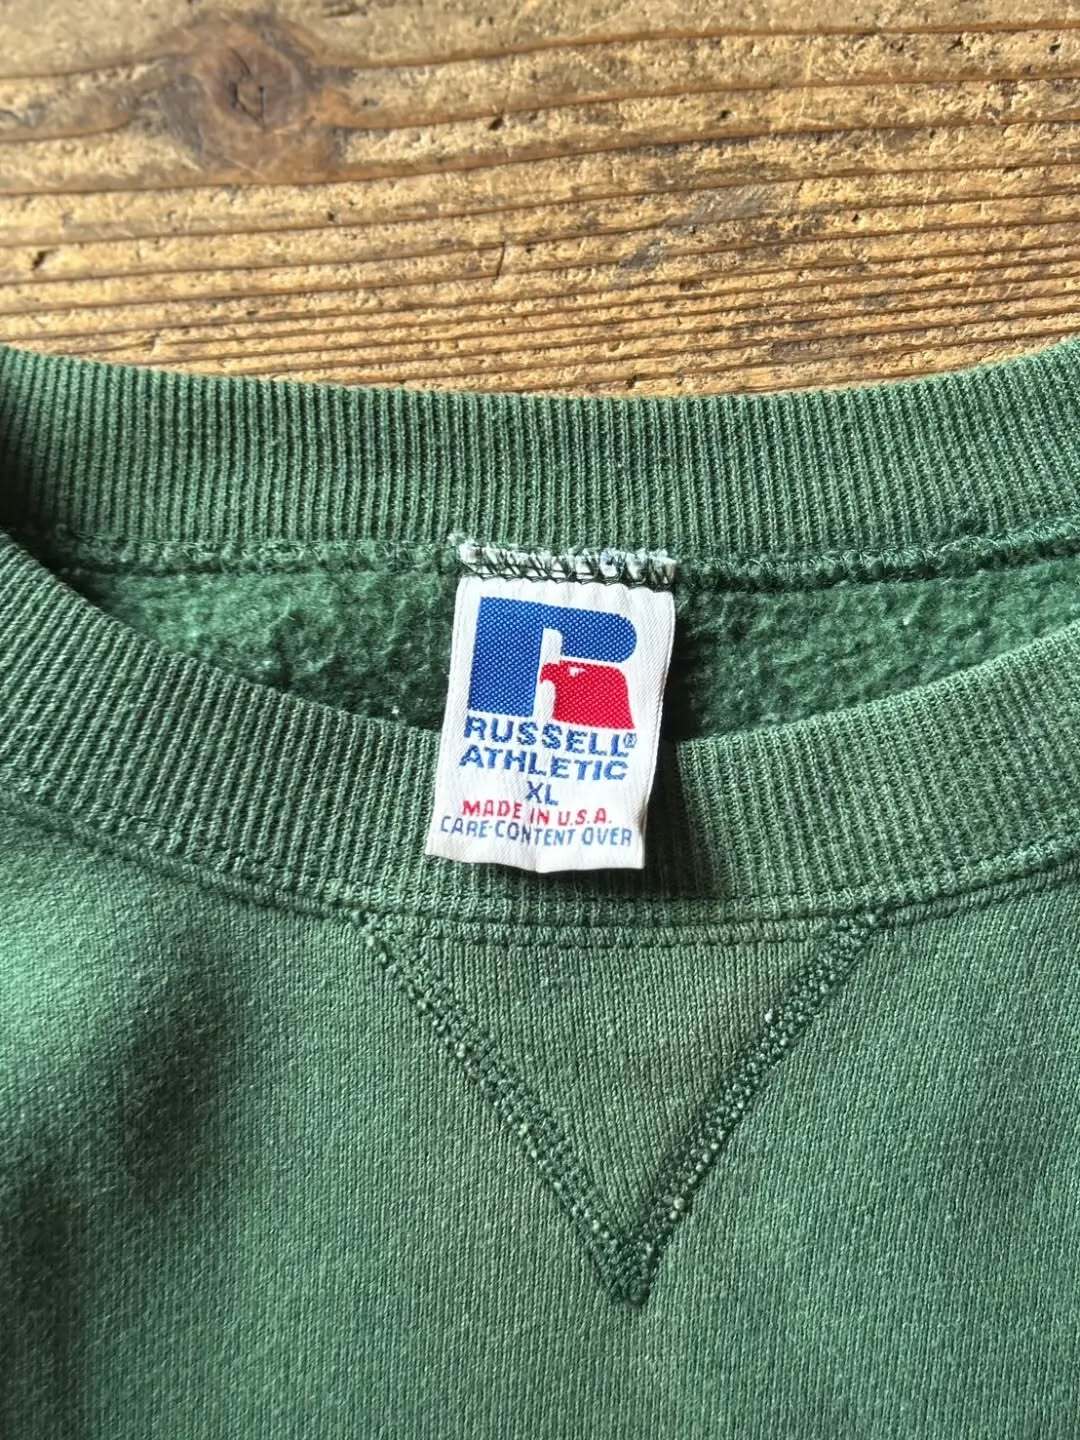 R
RUSSELL®
ATHLETIC
XL
MADE IN U.S.A.
CARE-CONTENT OVER